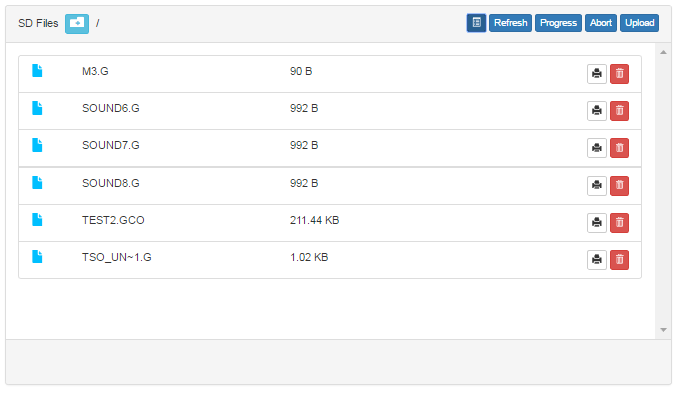 SD Files / Refresh Progress Abort Upload
M3.G 90 B
SOUND6.G 992 B
SOUND7.G 992 B
SOUND8.G 992 B
TEST2.GCO 211.44 KB
TSO_UN~1.G 1.02 KB